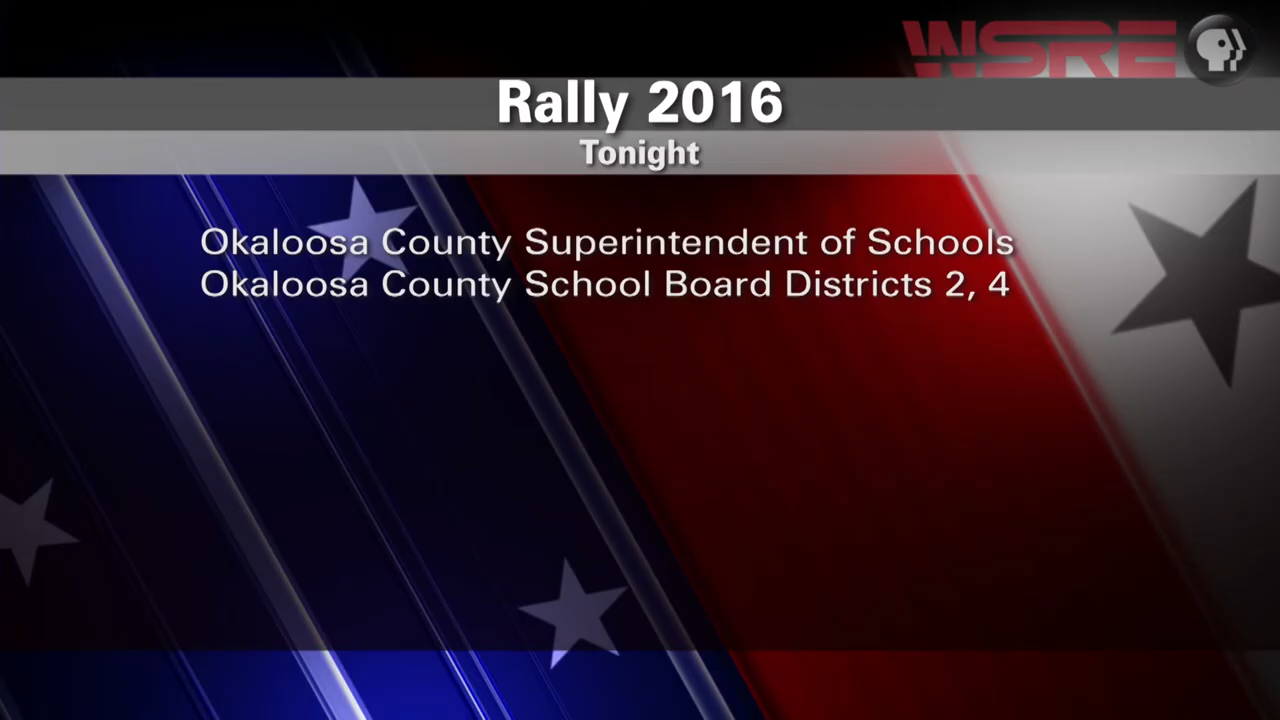 WSRE
Rally 2016
Tonight
Okaloosa County Superintendent of Schools
Okaloosa County School Board Districts 2, 4